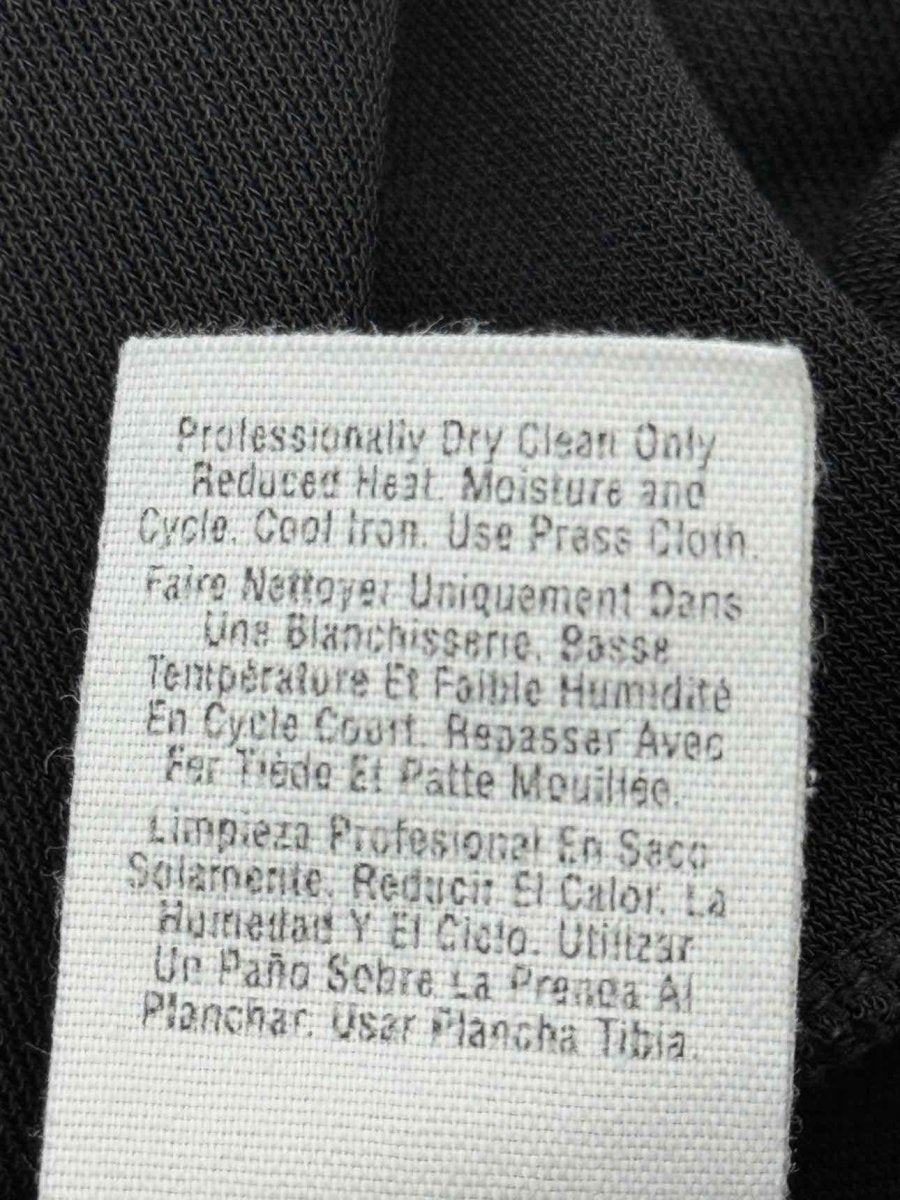 Professionally Dry Clean Only
Reduced Heat. Moisture and
Cycle. Cool Iron. Use Press Cloth.
Faire Nettoyer Uniquement Dans
Une Blanchisserie. Basse
Température Et Faible Humidité
En Cycle Court. Repasser Avec
Fer Tiède Et Patte Mouillée.
Limpieza Profesional En Saco
Solamente. Reducir El Calor. La
Humedad Y El Ciclo. Utilizar
Un Paño Sobre La Prenda Al
Planchar. Usar Plancha Tibia.